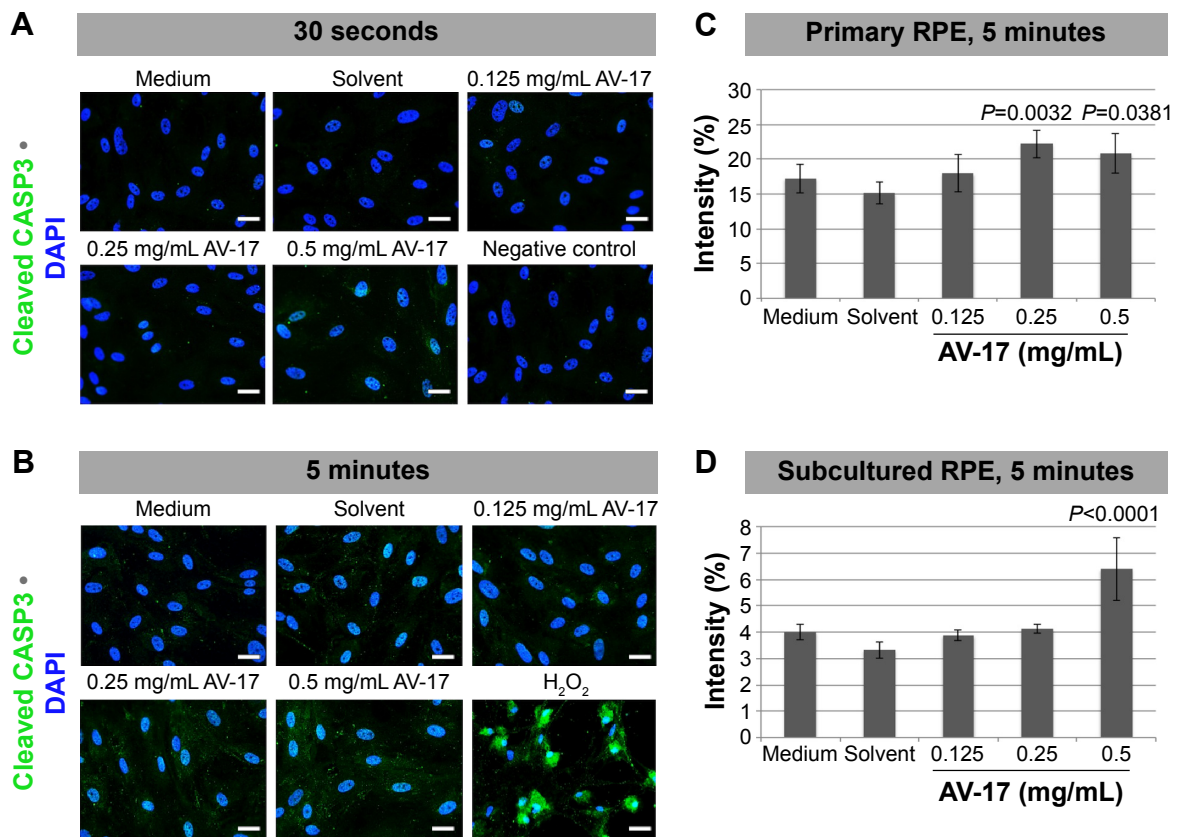 A
30 seconds
Medium
Solvent
0.125 mg/mL AV-17
0.25 mg/mL AV-17
0.5 mg/mL AV-17
Negative control
Cleaved CASP3 •
DAPI
B
5 minutes
Medium
Solvent
0.125 mg/mL AV-17
0.25 mg/mL AV-17
0.5 mg/mL AV-17
H₂O₂
Cleaved CASP3 •
DAPI
C
Primary RPE, 5 minutes
Intensity (%)
30
25
20
15
10
5
0
P=0.0032
P=0.0381
Medium
Solvent
0.125
0.25
0.5
AV-17 (mg/mL)
D
Subcultured RPE, 5 minutes
Intensity (%)
8
7
6
5
4
3
2
1
0
P<0.0001
Medium
Solvent
0.125
0.25
0.5
AV-17 (mg/mL)